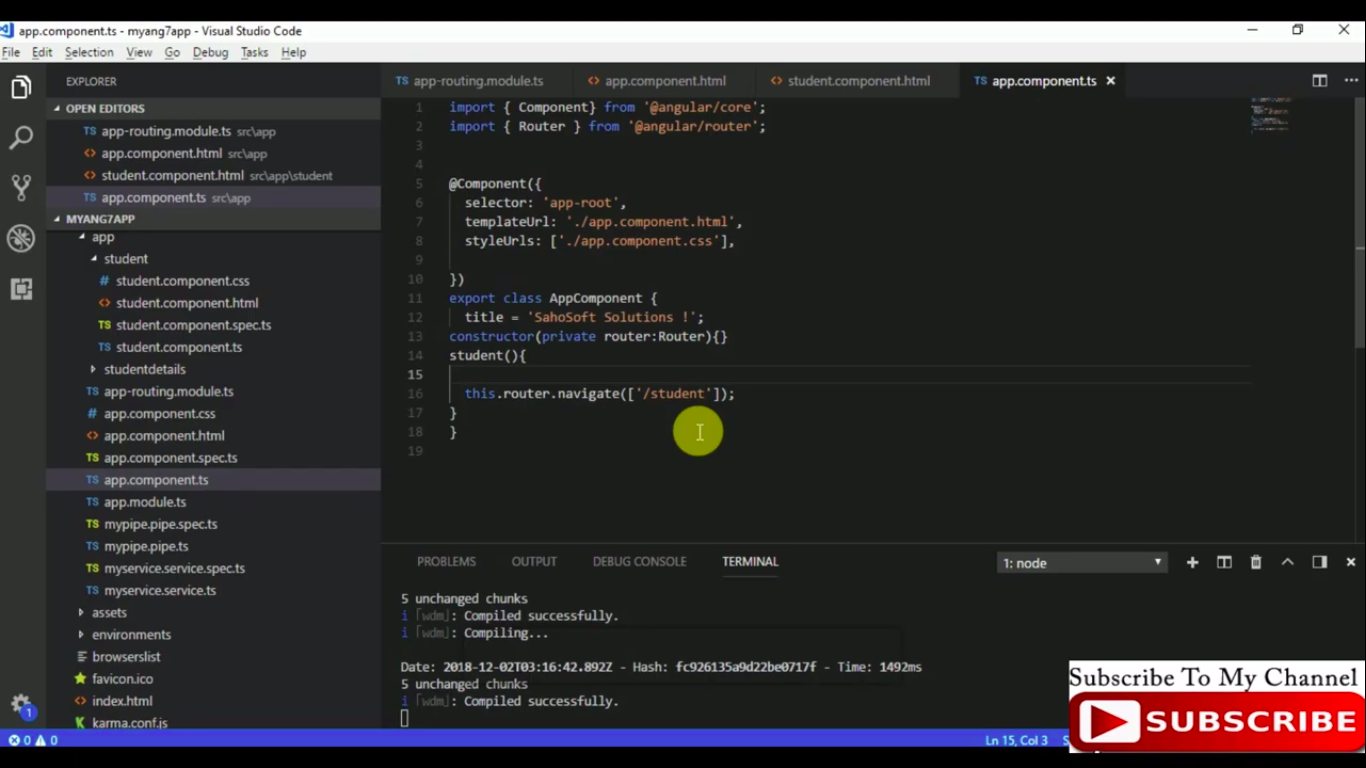 app.component.ts - myang7app - Visual Studio Code
File Edit Selection View Go Debug Tasks Help
EXPLORER
OPEN EDITORS
TS app-routing.module.ts src\app
<> app.component.html src\app
<> student.component.html src\app\student
TS app.component.ts src\app
MYANG7APP
app
student
# student.component.css
<> student.component.html
TS student.component.spec.ts
TS student.component.ts
studentdetails
TS app-routing.module.ts
# app.component.css
<> app.component.html
TS app.component.spec.ts
TS app.component.ts
TS app.module.ts
TS mypipe.pipe.spec.ts
TS mypipe.pipe.ts
TS myservice.service.spec.ts
TS myservice.service.ts
assets
environments
browserslist
favicon.ico
<> index.html
karma.conf.js
1
TS app-routing.module.ts <> app.component.html <> student.component.html TS app.component.ts
1 import { Component} from '@angular/core';
2 import { Router } from '@angular/router';
3
4
5 @Component({
6 selector: 'app-root',
7 templateUrl: './app.component.html',
8 styleUrls: ['./app.component.css'],
9
10 })
11 export class AppComponent {
12 title = 'SahoSoft Solutions !';
13 constructor(private router:Router){}
14 student(){
15
16 this.router.navigate(['/student']);
17 }
18 }
19
PROBLEMS OUTPUT DEBUG CONSOLE TERMINAL 1: node
5 unchanged chunks
i ｢wdm｣: Compiled successfully.
i ｢wdm｣: Compiling...
Date: 2018-12-02T03:16:42.892Z - Hash: fc926135a9d22be0717f - Time: 1492ms
5 unchanged chunks
i ｢wdm｣: Compiled successfully.
0 0 Ln 15, Col 3
Subscribe To My Channel
SUBSCRIBE